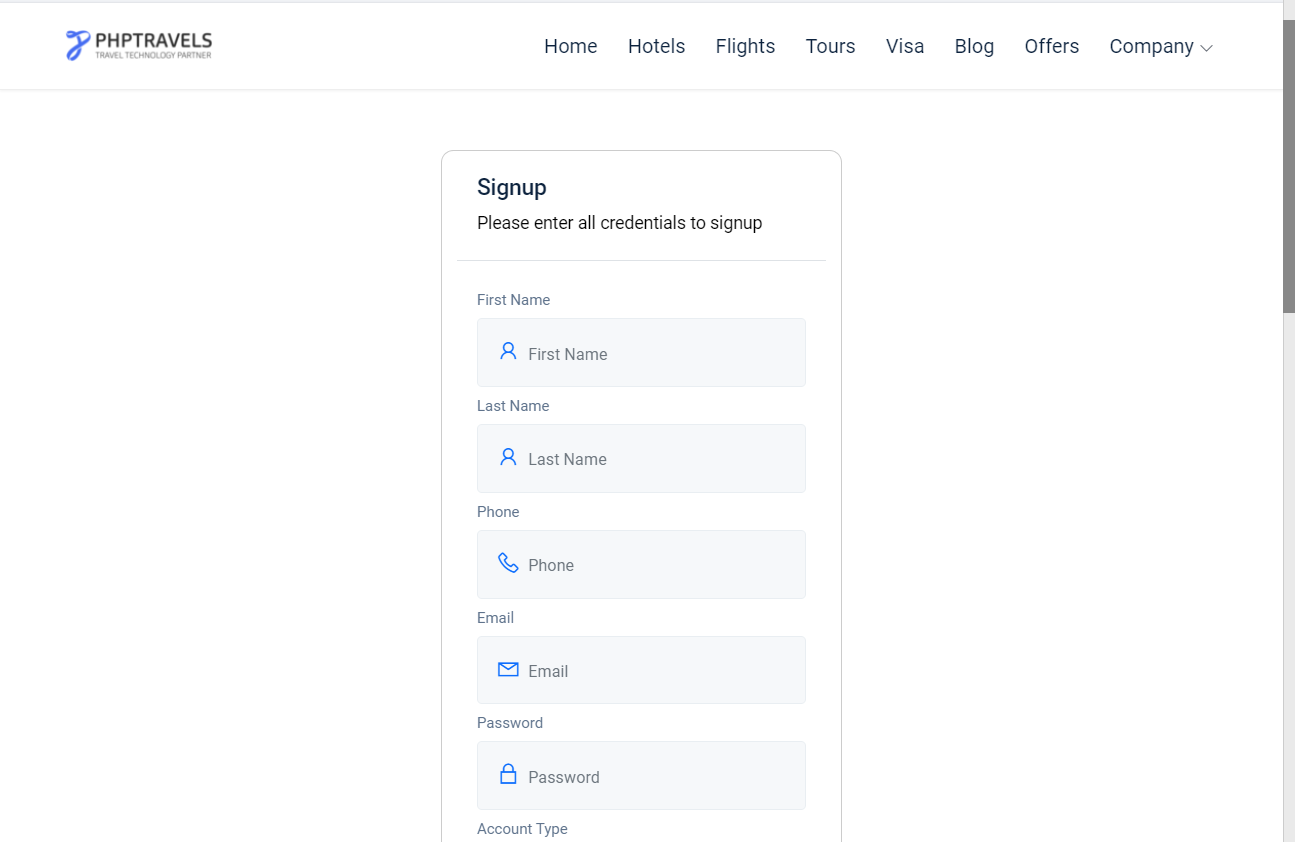 PHPTRAVELS
TRAVEL TECHNOLOGY PARTNER
Home Hotels Flights Tours Visa Blog Offers Company
Signup
Please enter all credentials to signup
First Name
First Name
Last Name
Last Name
Phone
Phone
Email
Email
Password
Password
Account Type